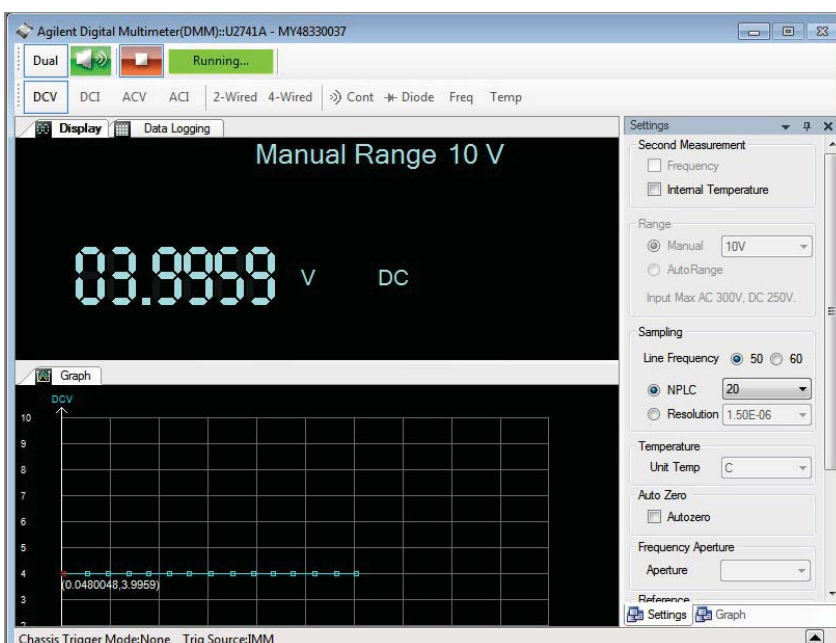 Agilent Digital Multimeter(DMM)::U2741A - MY48330037
Dual Running...
DCV DCI ACV ACI 2-Wired 4-Wired Cont Diode Freq Temp
Display Data Logging
Manual Range 10 V
03.9959 V DC
Graph
DCV
10
9
8
7
6
5
4
(0.0480048,3.9959)
3
2
Settings
Second Measurement
Frequency
Internal Temperature
Range
Manual 10V
AutoRange
Input Max AC 300V, DC 250V.
Sampling
Line Frequency 50 60
NPLC 20
Resolution 1.50E-06
Temperature
Unit Temp C
Auto Zero
Autozero
Frequency Aperture
Aperture
Reference
Settings Graph
Chassis Trigger Mode:None Trig Source:IMM